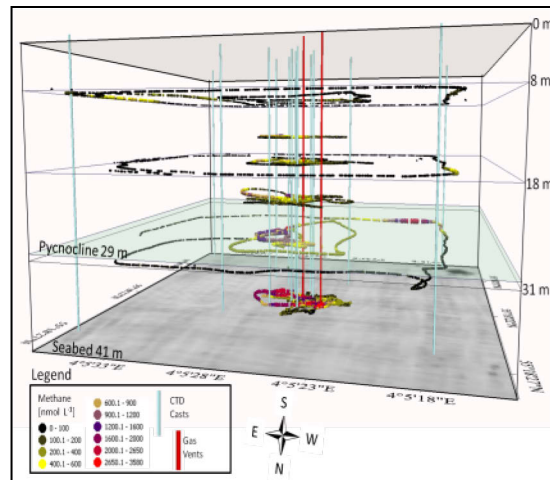 0 m
8 m
18 m
Pycnocline 29 m
31 m
Seabed 41 m
4°5'33"E
4°5'28"E
4°5'23"E
4°5'18"E
Legend
Methane
[nmol L-1]
0 - 100
100.1 - 200
200.1 - 400
400.1 - 600
600.1 - 900
900.1 - 1200
1200.1 - 1600
1600.1 - 2000
2000.1 - 2650
2650.1 - 3580
CTD
Casts
Gas
Vents
S
E W
N